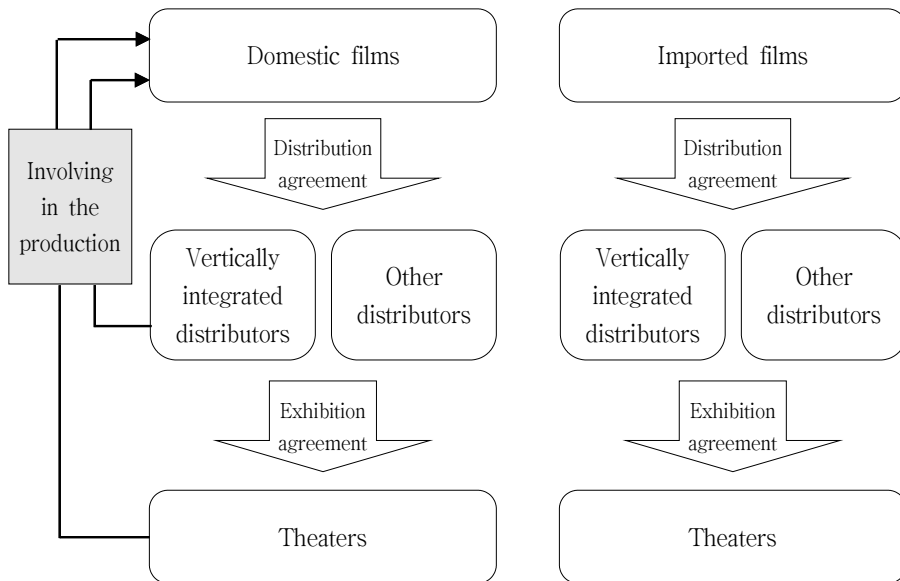 Domestic films
Imported films
Distribution
agreement
Distribution
agreement
Involving
in the
production
Vertically
integrated
distributors
Other
distributors
Vertically
integrated
distributors
Other
distributors
Exhibition
agreement
Exhibition
agreement
Theaters
Theaters